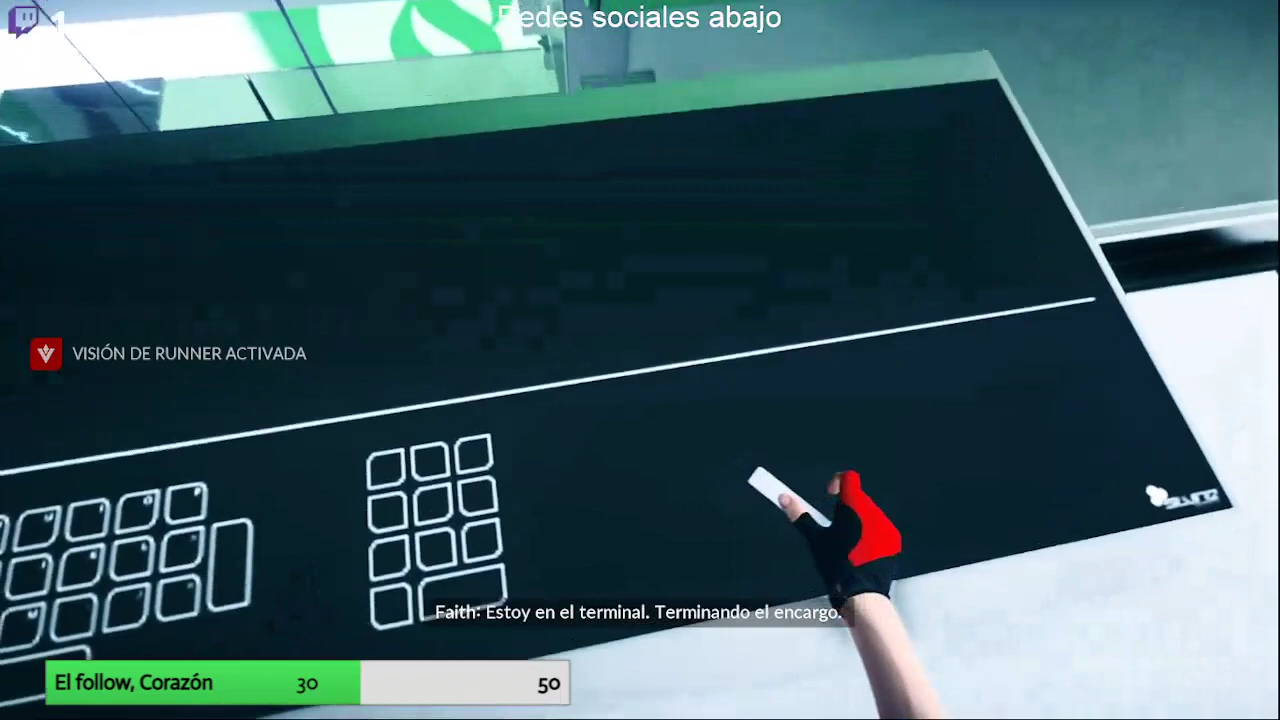 Redes sociales abajo
VISIÓN DE RUNNER ACTIVADA
Faith: Estoy en el terminal. Terminando el encargo.
El follow, Corazón 30 50